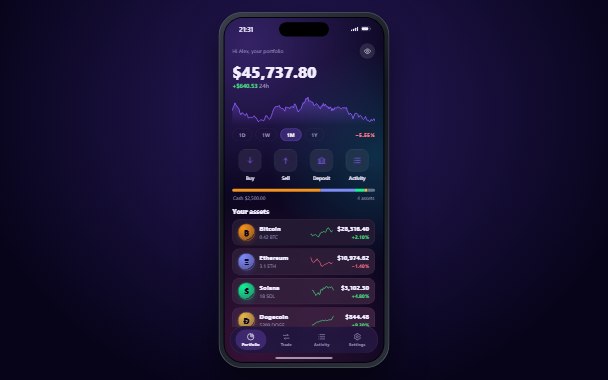 21:31
Hi Alex, your portfolio
$45,737.80
+$640.53 24h
1D 1W 1M 1Y −5.55%
Buy Sell Deposit Activity
Cash $2,500.00 4 assets
Your assets
Bitcoin $28,316.40
0.42 BTC +2.10%
Ethereum $10,974.62
3.1 ETH −1.40%
Solana $3,102.30
18 SOL +4.80%
Dogecoin $844.48
Portfolio Trade Activity Settings